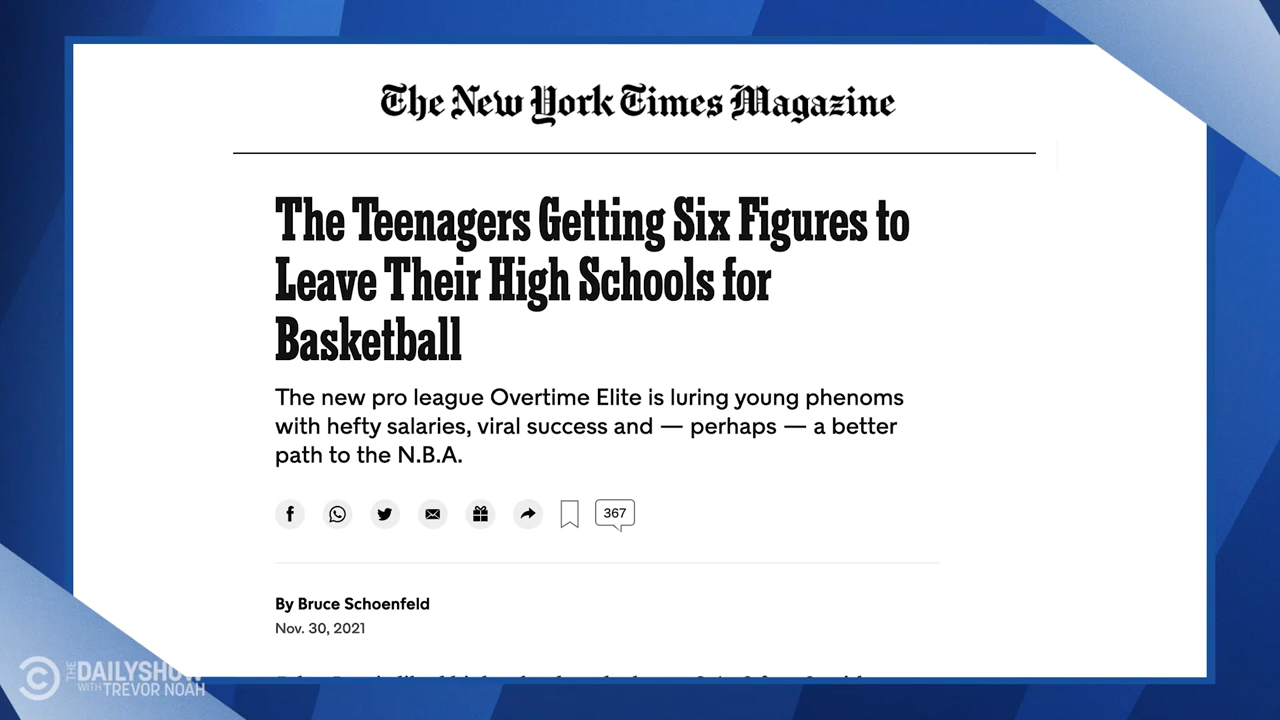 The New York Times Magazine
The Teenagers Getting Six Figures to
Leave Their High Schools for
Basketball
The new pro league Overtime Elite is luring young phenoms
with hefty salaries, viral success and — perhaps — a better
path to the N.B.A.
367
By Bruce Schoenfeld
Nov. 30, 2021
THE DAILY SHOW
WITH TREVOR NOAH